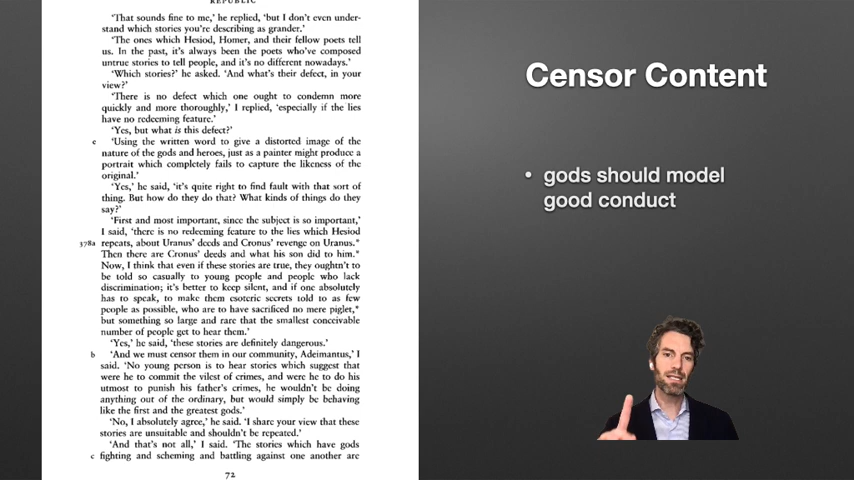 REPUBLIC
'That sounds fine to me,' he replied, 'but I don't even under-
stand which stories you're describing as grander.'
'The ones which Hesiod, Homer, and their fellow poets tell
us. In the past, it's always been the poets who've composed
untrue stories to tell people, and it's no different nowadays.'
'Which stories?' he asked. 'And what's their defect, in your
view?'
'There is no defect which one ought to condemn more
quickly and more thoroughly,' I replied, 'especially if the lies
have no redeeming feature.'
'Yes, but what is this defect?'
c 'Using the written word to give a distorted image of the
nature of the gods and heroes, just as a painter might produce a
portrait which completely fails to capture the likeness of the
original.'
'Yes,' he said, 'it's quite right to find fault with that sort of
thing. But how do they do that? What kinds of things do they
say?'
'First and most important, since the subject is so important,'
I said, 'there is no redeeming feature to the lies which Hesiod
378a repeats, about Uranus' deeds and Cronus' revenge on Uranus.*
Then there are Cronus' deeds and what his son did to him.*
Now, I think that even if these stories are true, they oughtn't to
be told so casually to young people and people who lack
discrimination; it's better to keep silent, and if one absolutely
has to speak, to make them esoteric secrets told to as few
people as possible, who are to have sacrificed no mere piglet,*
but something so large and rare that the smallest conceivable
number of people get to hear them.'
'Yes,' he said, 'these stories are definitely dangerous.'
b 'And we must censor them in our community, Adeimantus,' I
said. 'No young person is to hear stories which suggest that
were he to commit the vilest of crimes, and were he to do his
utmost to punish his father's crimes, he wouldn't be doing
anything out of the ordinary, but would simply be behaving
like the first and the greatest gods.'
'No, I absolutely agree,' he said. 'I share your view that these
stories are unsuitable and shouldn't be repeated.'
'And that's not all,' I said. 'The stories which have gods
c fighting and scheming and battling against one another are
72
Censor Content
• gods should model
good conduct